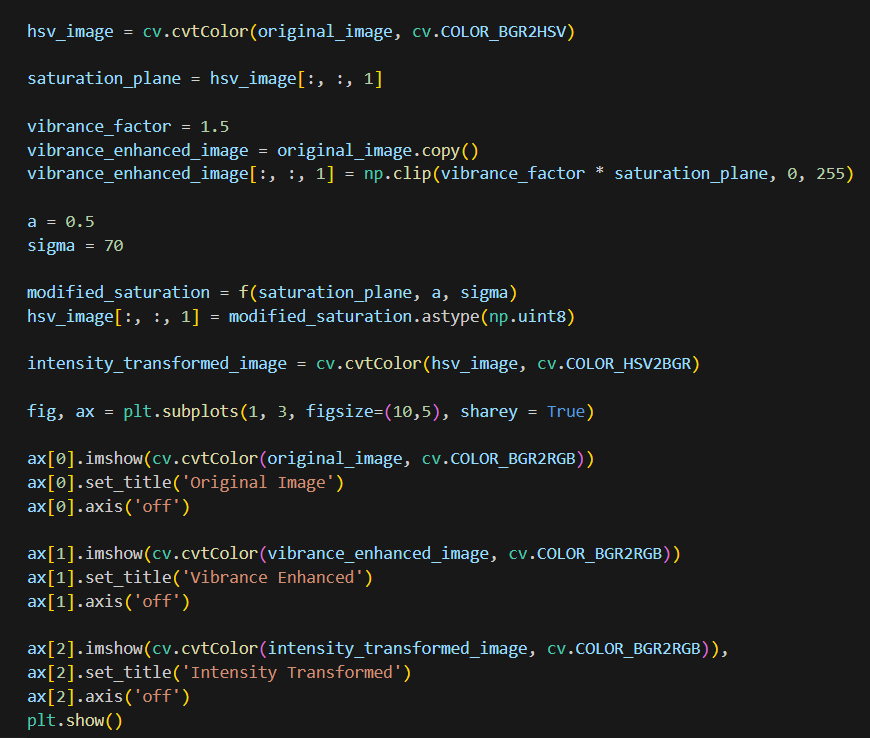 hsv_image = cv.cvtColor(original_image, cv.COLOR_BGR2HSV)
saturation_plane = hsv_image[:, :, 1]
vibrance_factor = 1.5
vibrance_enhanced_image = original_image.copy()
vibrance_enhanced_image[:, :, 1] = np.clip(vibrance_factor * saturation_plane, 0, 255)
a = 0.5
sigma = 70
modified_saturation = f(saturation_plane, a, sigma)
hsv_image[:, :, 1] = modified_saturation.astype(np.uint8)
intensity_transformed_image = cv.cvtColor(hsv_image, cv.COLOR_HSV2BGR)
fig, ax = plt.subplots(1, 3, figsize=(10,5), sharey = True)
ax[0].imshow(cv.cvtColor(original_image, cv.COLOR_BGR2RGB))
ax[0].set_title('Original Image')
ax[0].axis('off')
ax[1].imshow(cv.cvtColor(vibrance_enhanced_image, cv.COLOR_BGR2RGB))
ax[1].set_title('Vibrance Enhanced')
ax[1].axis('off')
ax[2].imshow(cv.cvtColor(intensity_transformed_image, cv.COLOR_BGR2RGB)),
ax[2].set_title('Intensity Transformed')
ax[2].axis('off')
plt.show()